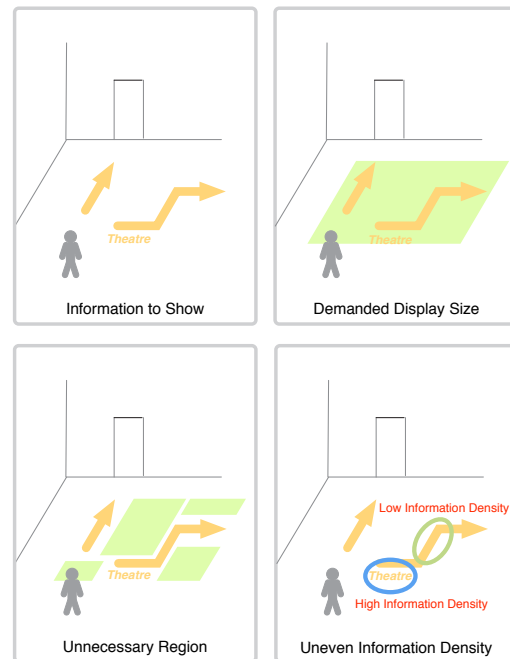 Theatre
Information to Show
Theatre
Demanded Display Size
Theatre
Unnecessary Region
Low Information Density
Theatre
High Information Density
Uneven Information Density